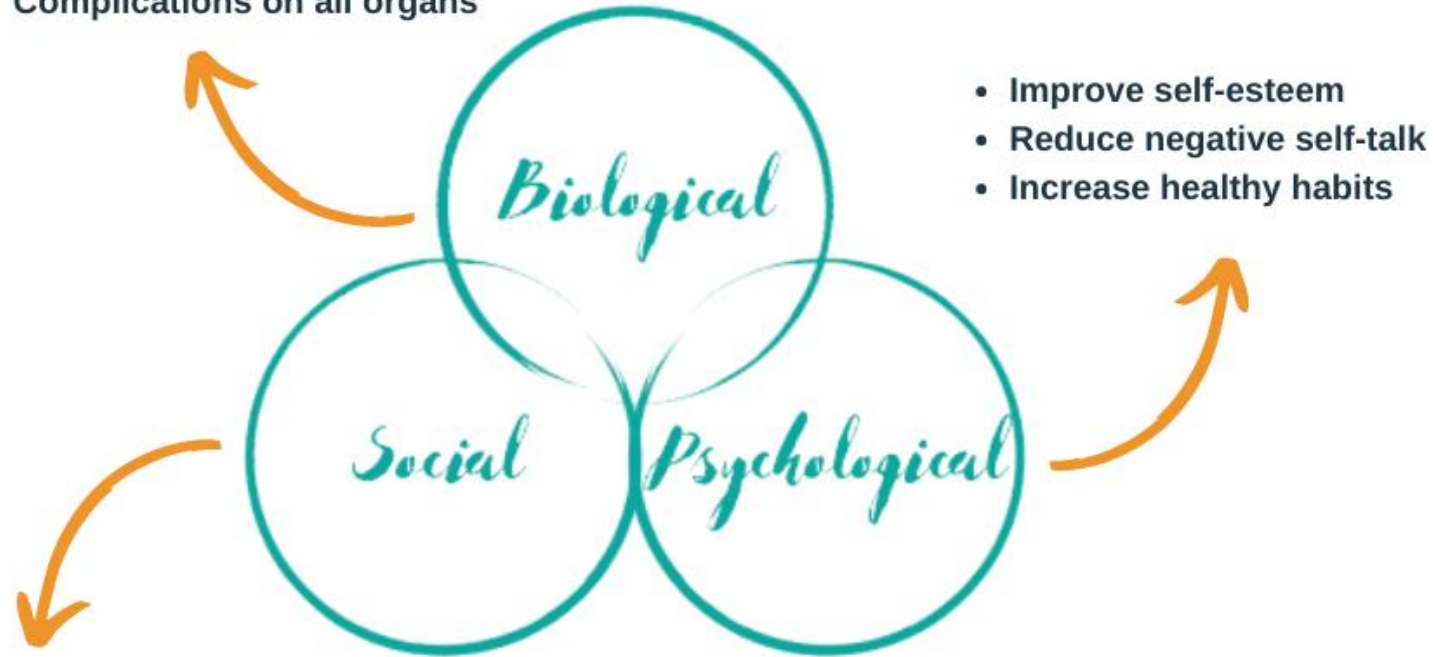 Complications on all organs
• Improve self-esteem
• Reduce negative self-talk
• Increase healthy habits
Biological
Social
Psychological